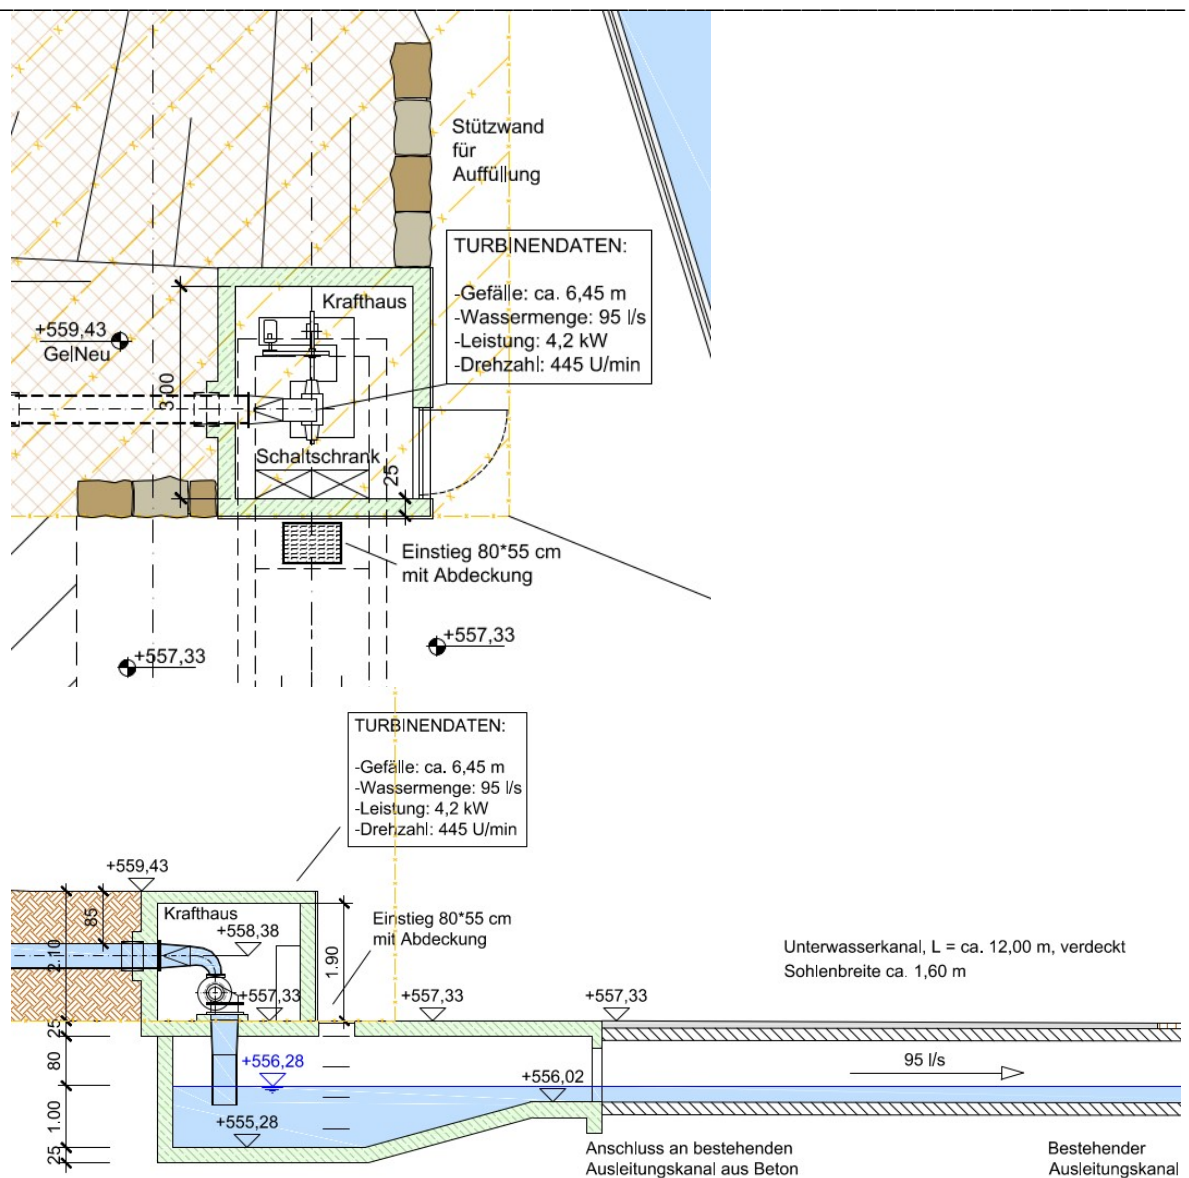 Stützwand
für
Auffüllung
TURBINENDATEN:
-Gefälle: ca. 6,45 m
-Wassermenge: 95 l/s
-Leistung: 4,2 kW
-Drehzahl: 445 U/min
Krafthaus
+559,43
GelNeu
3.00
Schaltschrank
25
Einstieg 80*55 cm
mit Abdeckung
+557,33
+557,33
TURBINENDATEN:
-Gefälle: ca. 6,45 m
-Wassermenge: 95 l/s
-Leistung: 4,2 kW
-Drehzahl: 445 U/min
+559,43
85
Krafthaus
+558,38
2.10
1.90
Einstieg 80*55 cm
mit Abdeckung
Unterwasserkanal, L = ca. 12,00 m, verdeckt
Sohlenbreite ca. 1,60 m
+557,33
+557,33
+557,33
25
80
+556,28
95 l/s
+556,02
1.00
+555,28
25
Anschluss an bestehenden
Ausleitungskanal aus Beton
Bestehender
Ausleitungskanal